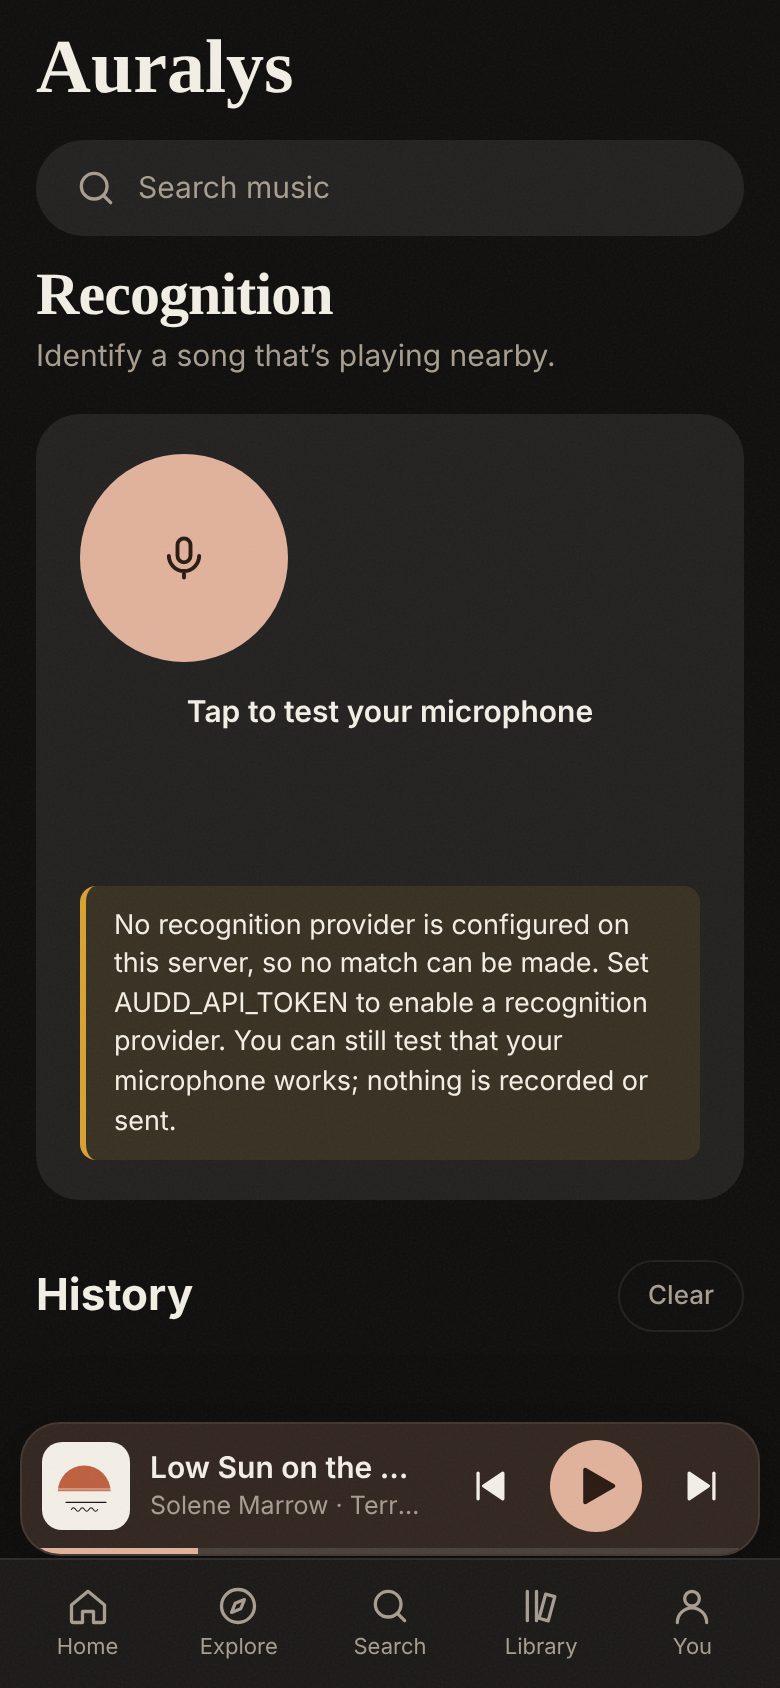 Auralys
Search music
Recognition
Identify a song that’s playing nearby.
Tap to test your microphone
No recognition provider is configured on
this server, so no match can be made. Set
AUDD_API_TOKEN to enable a recognition
provider. You can still test that your
microphone works; nothing is recorded or
sent.
History
Clear
Low Sun on the ...
Solene Marrow · Terr...
Home
Explore
Search
Library
You